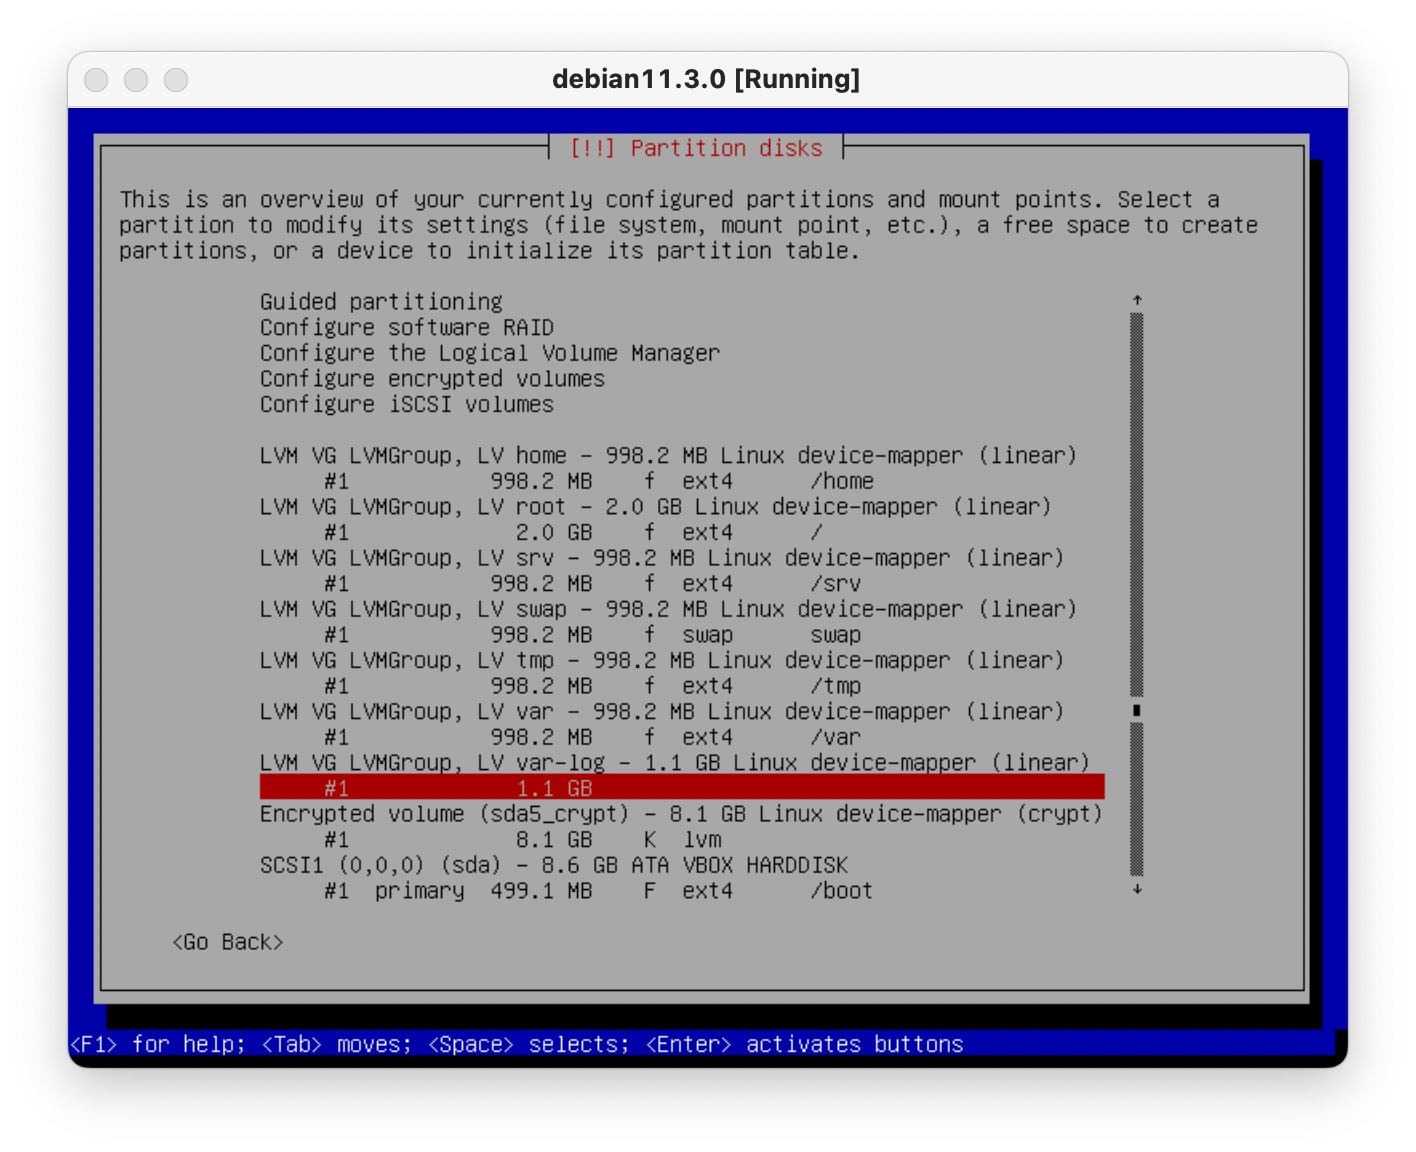 debian11.3.0 [Running]
[!!] Partition disks
This is an overview of your currently configured partitions and mount points. Select a
partition to modify its settings (file system, mount point, etc.), a free space to create
partitions, or a device to initialize its partition table.
Guided partitioning
Configure software RAID
Configure the Logical Volume Manager
Configure encrypted volumes
Configure iSCSI volumes
LVM VG LVMGroup, LV home - 998.2 MB Linux device-mapper (linear)
#1 998.2 MB f ext4 /home
LVM VG LVMGroup, LV root - 2.0 GB Linux device-mapper (linear)
#1 2.0 GB f ext4 /
LVM VG LVMGroup, LV srv - 998.2 MB Linux device-mapper (linear)
#1 998.2 MB f ext4 /srv
LVM VG LVMGroup, LV swap - 998.2 MB Linux device-mapper (linear)
#1 998.2 MB f swap swap
LVM VG LVMGroup, LV tmp - 998.2 MB Linux device-mapper (linear)
#1 998.2 MB f ext4 /tmp
LVM VG LVMGroup, LV var - 998.2 MB Linux device-mapper (linear)
#1 998.2 MB f ext4 /var
LVM VG LVMGroup, LV var-log - 1.1 GB Linux device-mapper (linear)
#1 1.1 GB
Encrypted volume (sda5_crypt) - 8.1 GB Linux device-mapper (crypt)
#1 8.1 GB K lvm
SCSI1 (0,0,0) (sda) - 8.6 GB ATA VBOX HARDDISK
#1 primary 499.1 MB F ext4 /boot
<Go Back>
<F1> for help; <Tab> moves; <Space> selects; <Enter> activates buttons